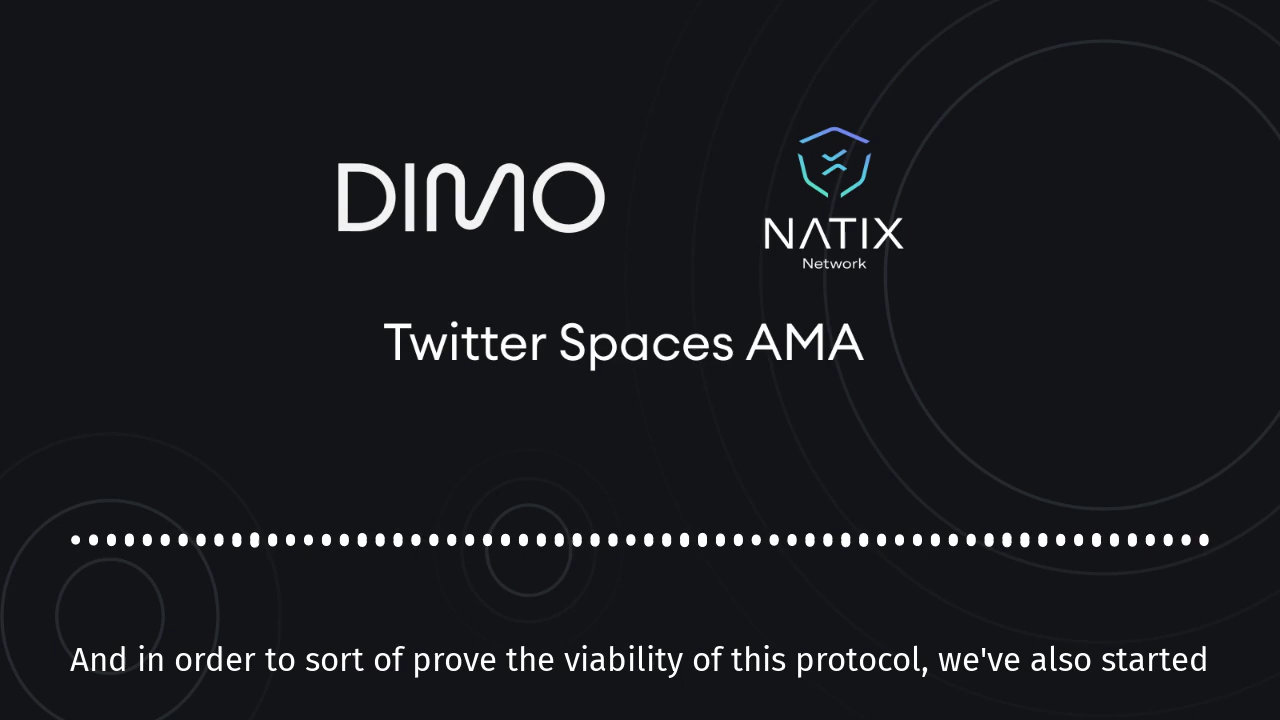 DIMO
NATIX
Network
Twitter Spaces AMA
And in order to sort of prove the viability of this protocol, we've also started